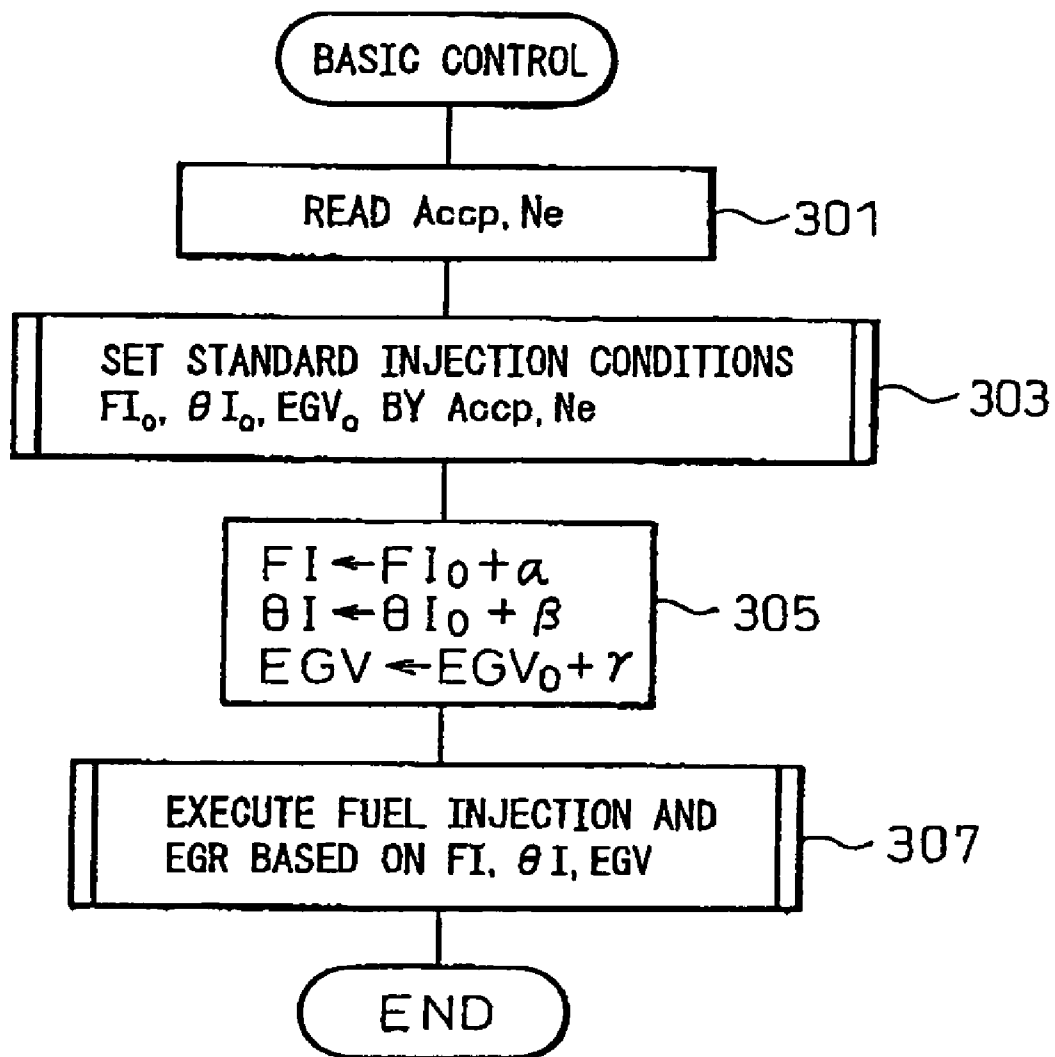 BASIC CONTROL
READ Accp, Ne
301
SET STANDARD INJECTION CONDITIONS
FI₀, θI₀, EGV₀ BY Accp, Ne
303
FI ← FI₀ + α
θI ← θI₀ + β
EGV ← EGV₀ + γ
305
EXECUTE FUEL INJECTION AND
EGR BASED ON FI, θI, EGV
307
END